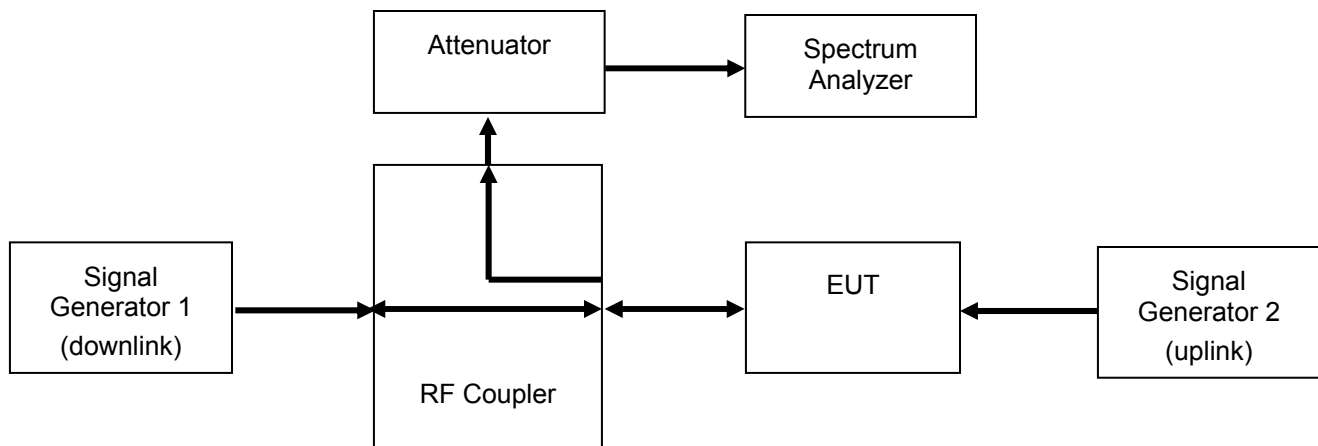 Attenuator
Spectrum
Analyzer
Signal
Generator 1
(downlink)
RF Coupler
EUT
Signal
Generator 2
(uplink)